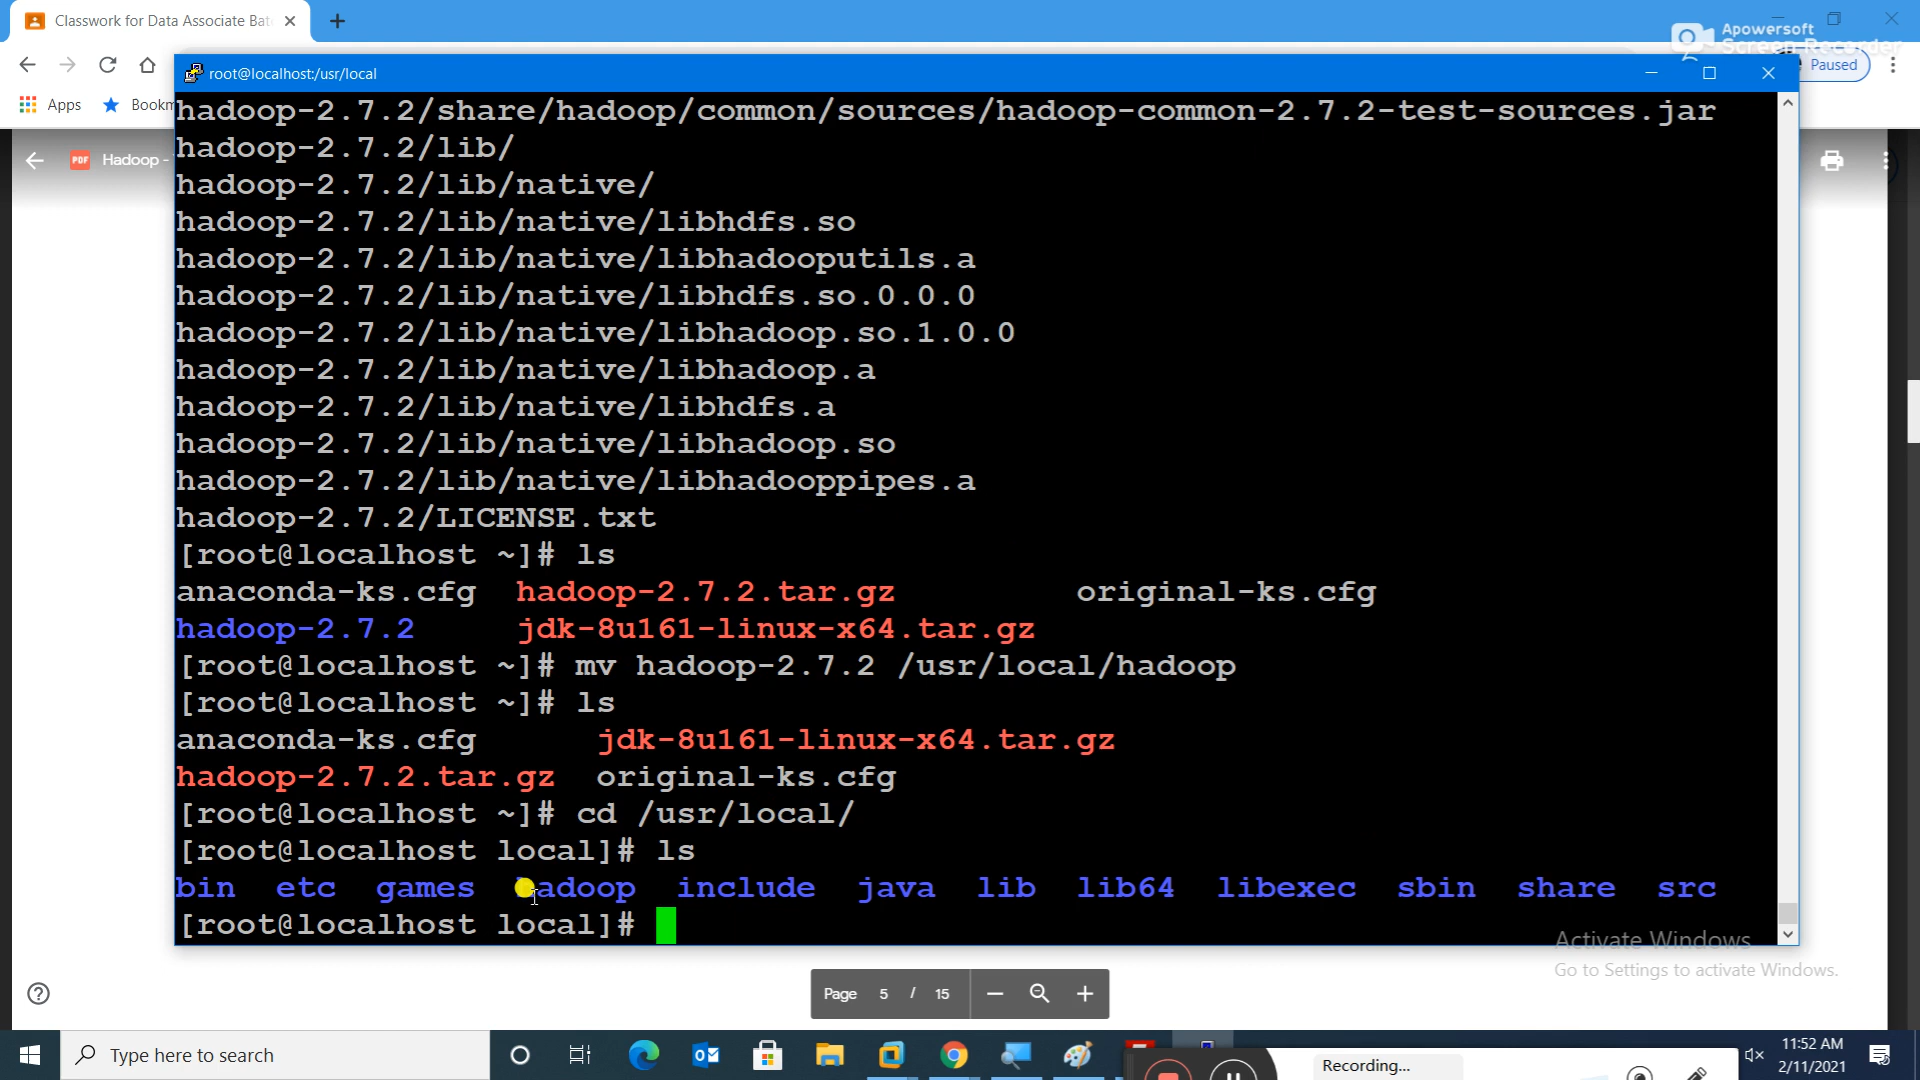 Classwork for Data Associate Bat
Apowersoft
Screen Recorder
Paused
Apps
Bookm
root@localhost:/usr/local
Hadoop -
PDF
hadoop-2.7.2/share/hadoop/common/sources/hadoop-common-2.7.2-test-sources.jar
hadoop-2.7.2/lib/
hadoop-2.7.2/lib/native/
hadoop-2.7.2/lib/native/libhdfs.so
hadoop-2.7.2/lib/native/libhadooputils.a
hadoop-2.7.2/lib/native/libhdfs.so.0.0.0
hadoop-2.7.2/lib/native/libhadoop.so.1.0.0
hadoop-2.7.2/lib/native/libhadoop.a
hadoop-2.7.2/lib/native/libhdfs.a
hadoop-2.7.2/lib/native/libhadoop.so
hadoop-2.7.2/lib/native/libhadooppipes.a
hadoop-2.7.2/LICENSE.txt
[root@localhost ~]# ls
anaconda-ks.cfg hadoop-2.7.2.tar.gz original-ks.cfg
hadoop-2.7.2 jdk-8u161-linux-x64.tar.gz
[root@localhost ~]# mv hadoop-2.7.2 /usr/local/hadoop
[root@localhost ~]# ls
anaconda-ks.cfg jdk-8u161-linux-x64.tar.gz
hadoop-2.7.2.tar.gz original-ks.cfg
[root@localhost ~]# cd /usr/local/
[root@localhost local]# ls
bin etc games hadoop include java lib lib64 libexec sbin share src
[root@localhost local]#
Activate Windows
Go to Settings to activate Windows.
Page 5 / 15
Type here to search
Recording...
11:52 AM
2/11/2021